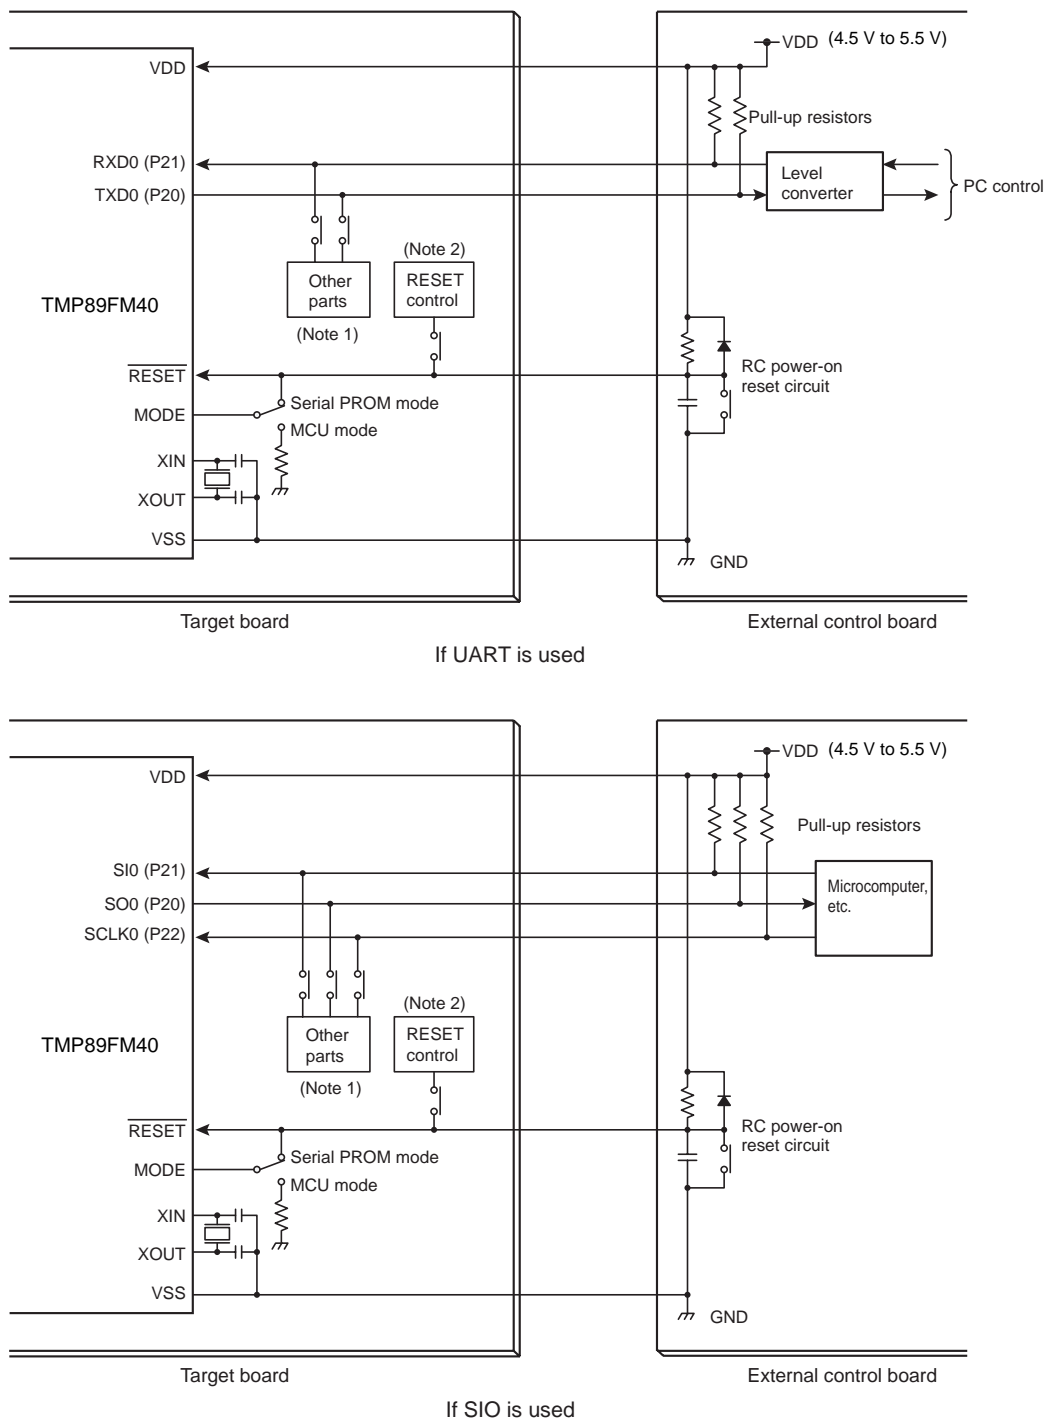 VDD (4.5 V to 5.5 V)
VDD
Pull-up resistors
RXD0 (P21)
TXD0 (P20)
Level
converter
PC control
(Note 2)
Other
parts
RESET
control
TMP89FM40
(Note 1)
RESET
RC power-on
reset circuit
MODE
Serial PROM mode
MCU mode
XIN
XOUT
VSS
GND
Target board
External control board
If UART is used
VDD (4.5 V to 5.5 V)
VDD
Pull-up resistors
SI0 (P21)
SO0 (P20)
SCLK0 (P22)
Microcomputer,
etc.
(Note 2)
Other
parts
RESET
control
TMP89FM40
(Note 1)
RESET
RC power-on
reset circuit
MODE
Serial PROM mode
MCU mode
XIN
XOUT
VSS
GND
Target board
External control board
If SIO is used